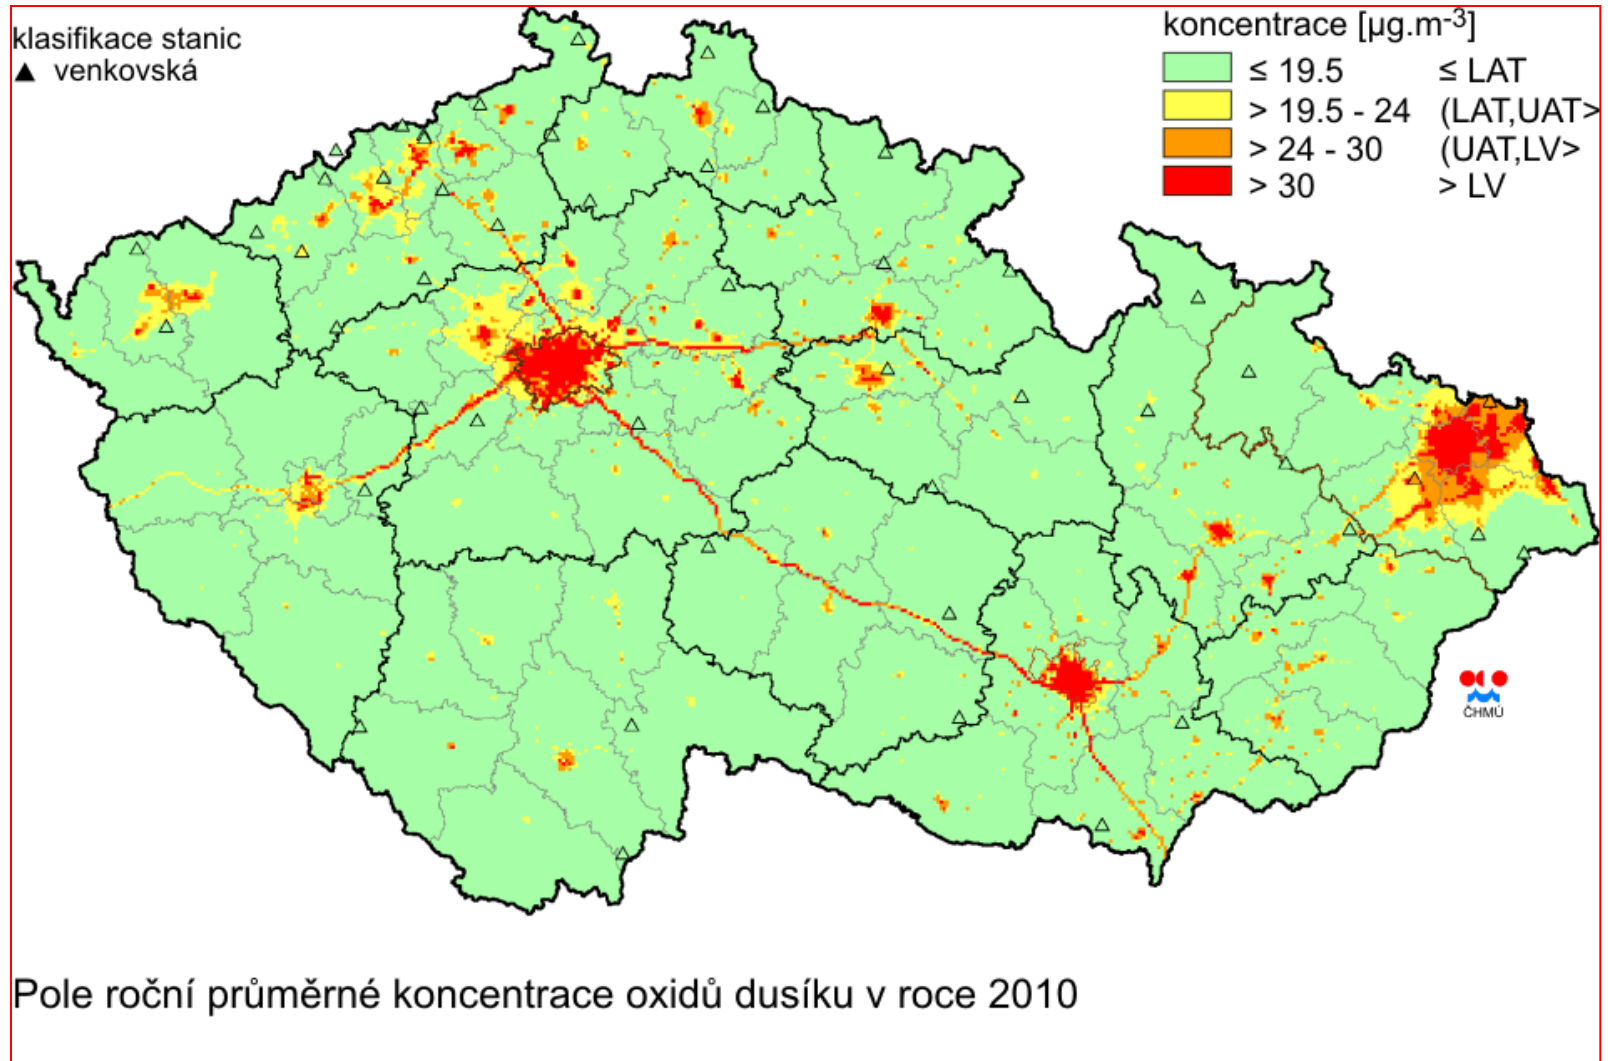 klasifikace stanic
▲ venkovská
koncentrace [µg.m-3]
≤ 19.5 ≤ LAT
> 19.5 - 24 (LAT,UAT>
> 24 - 30 (UAT,LV>
> 30 > LV
ČHMÚ
Pole roční průměrné koncentrace oxidů dusíku v roce 2010